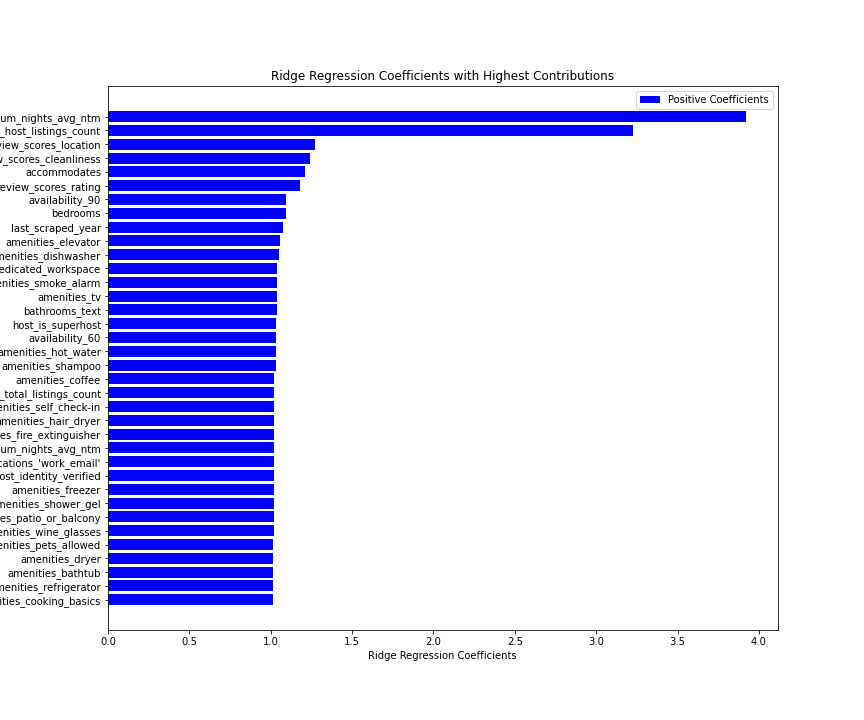 Ridge Regression Coefficients with Highest Contributions
Positive Coefficients
um_nights_avg_ntm
_host_listings_count
iew_scores_location
w_scores_cleanliness
accommodates
eview_scores_rating
availability_90
bedrooms
last_scraped_year
amenities_elevator
menities_dishwasher
edicated_workspace
enities_smoke_alarm
amenities_tv
bathrooms_text
host_is_superhost
availability_60
amenities_hot_water
amenities_shampoo
amenities_coffee
_total_listings_count
enities_self_check-in
amenities_hair_dryer
es_fire_extinguisher
um_nights_avg_ntm
cations_'work_email'
ost_identity_verified
amenities_freezer
menities_shower_gel
es_patio_or_balcony
enities_wine_glasses
enities_pets_allowed
amenities_dryer
amenities_bathtub
menities_refrigerator
ities_cooking_basics
0.0 0.5 1.0 1.5 2.0 2.5 3.0 3.5 4.0
Ridge Regression Coefficients